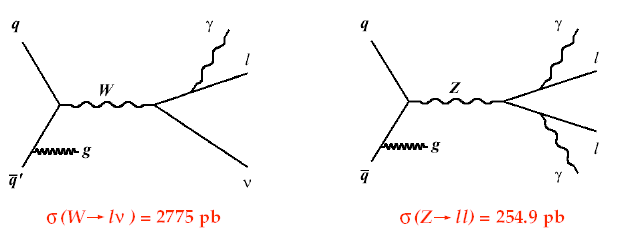 q γ l
W
g
q̄' ν
σ (W→ lν ) = 2775 pb
q γ l
Z
g l
q̄ γ
σ (Z→ ll) = 254.9 pb